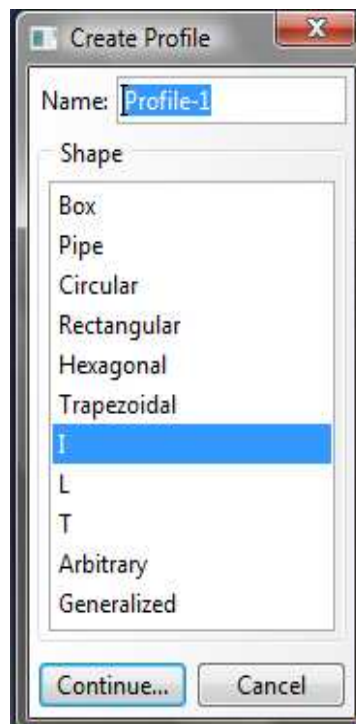 Create Profile
Name: Profile-1
Shape
Box
Pipe
Circular
Rectangular
Hexagonal
Trapezoidal
I
L
T
Arbitrary
Generalized
Continue... Cancel